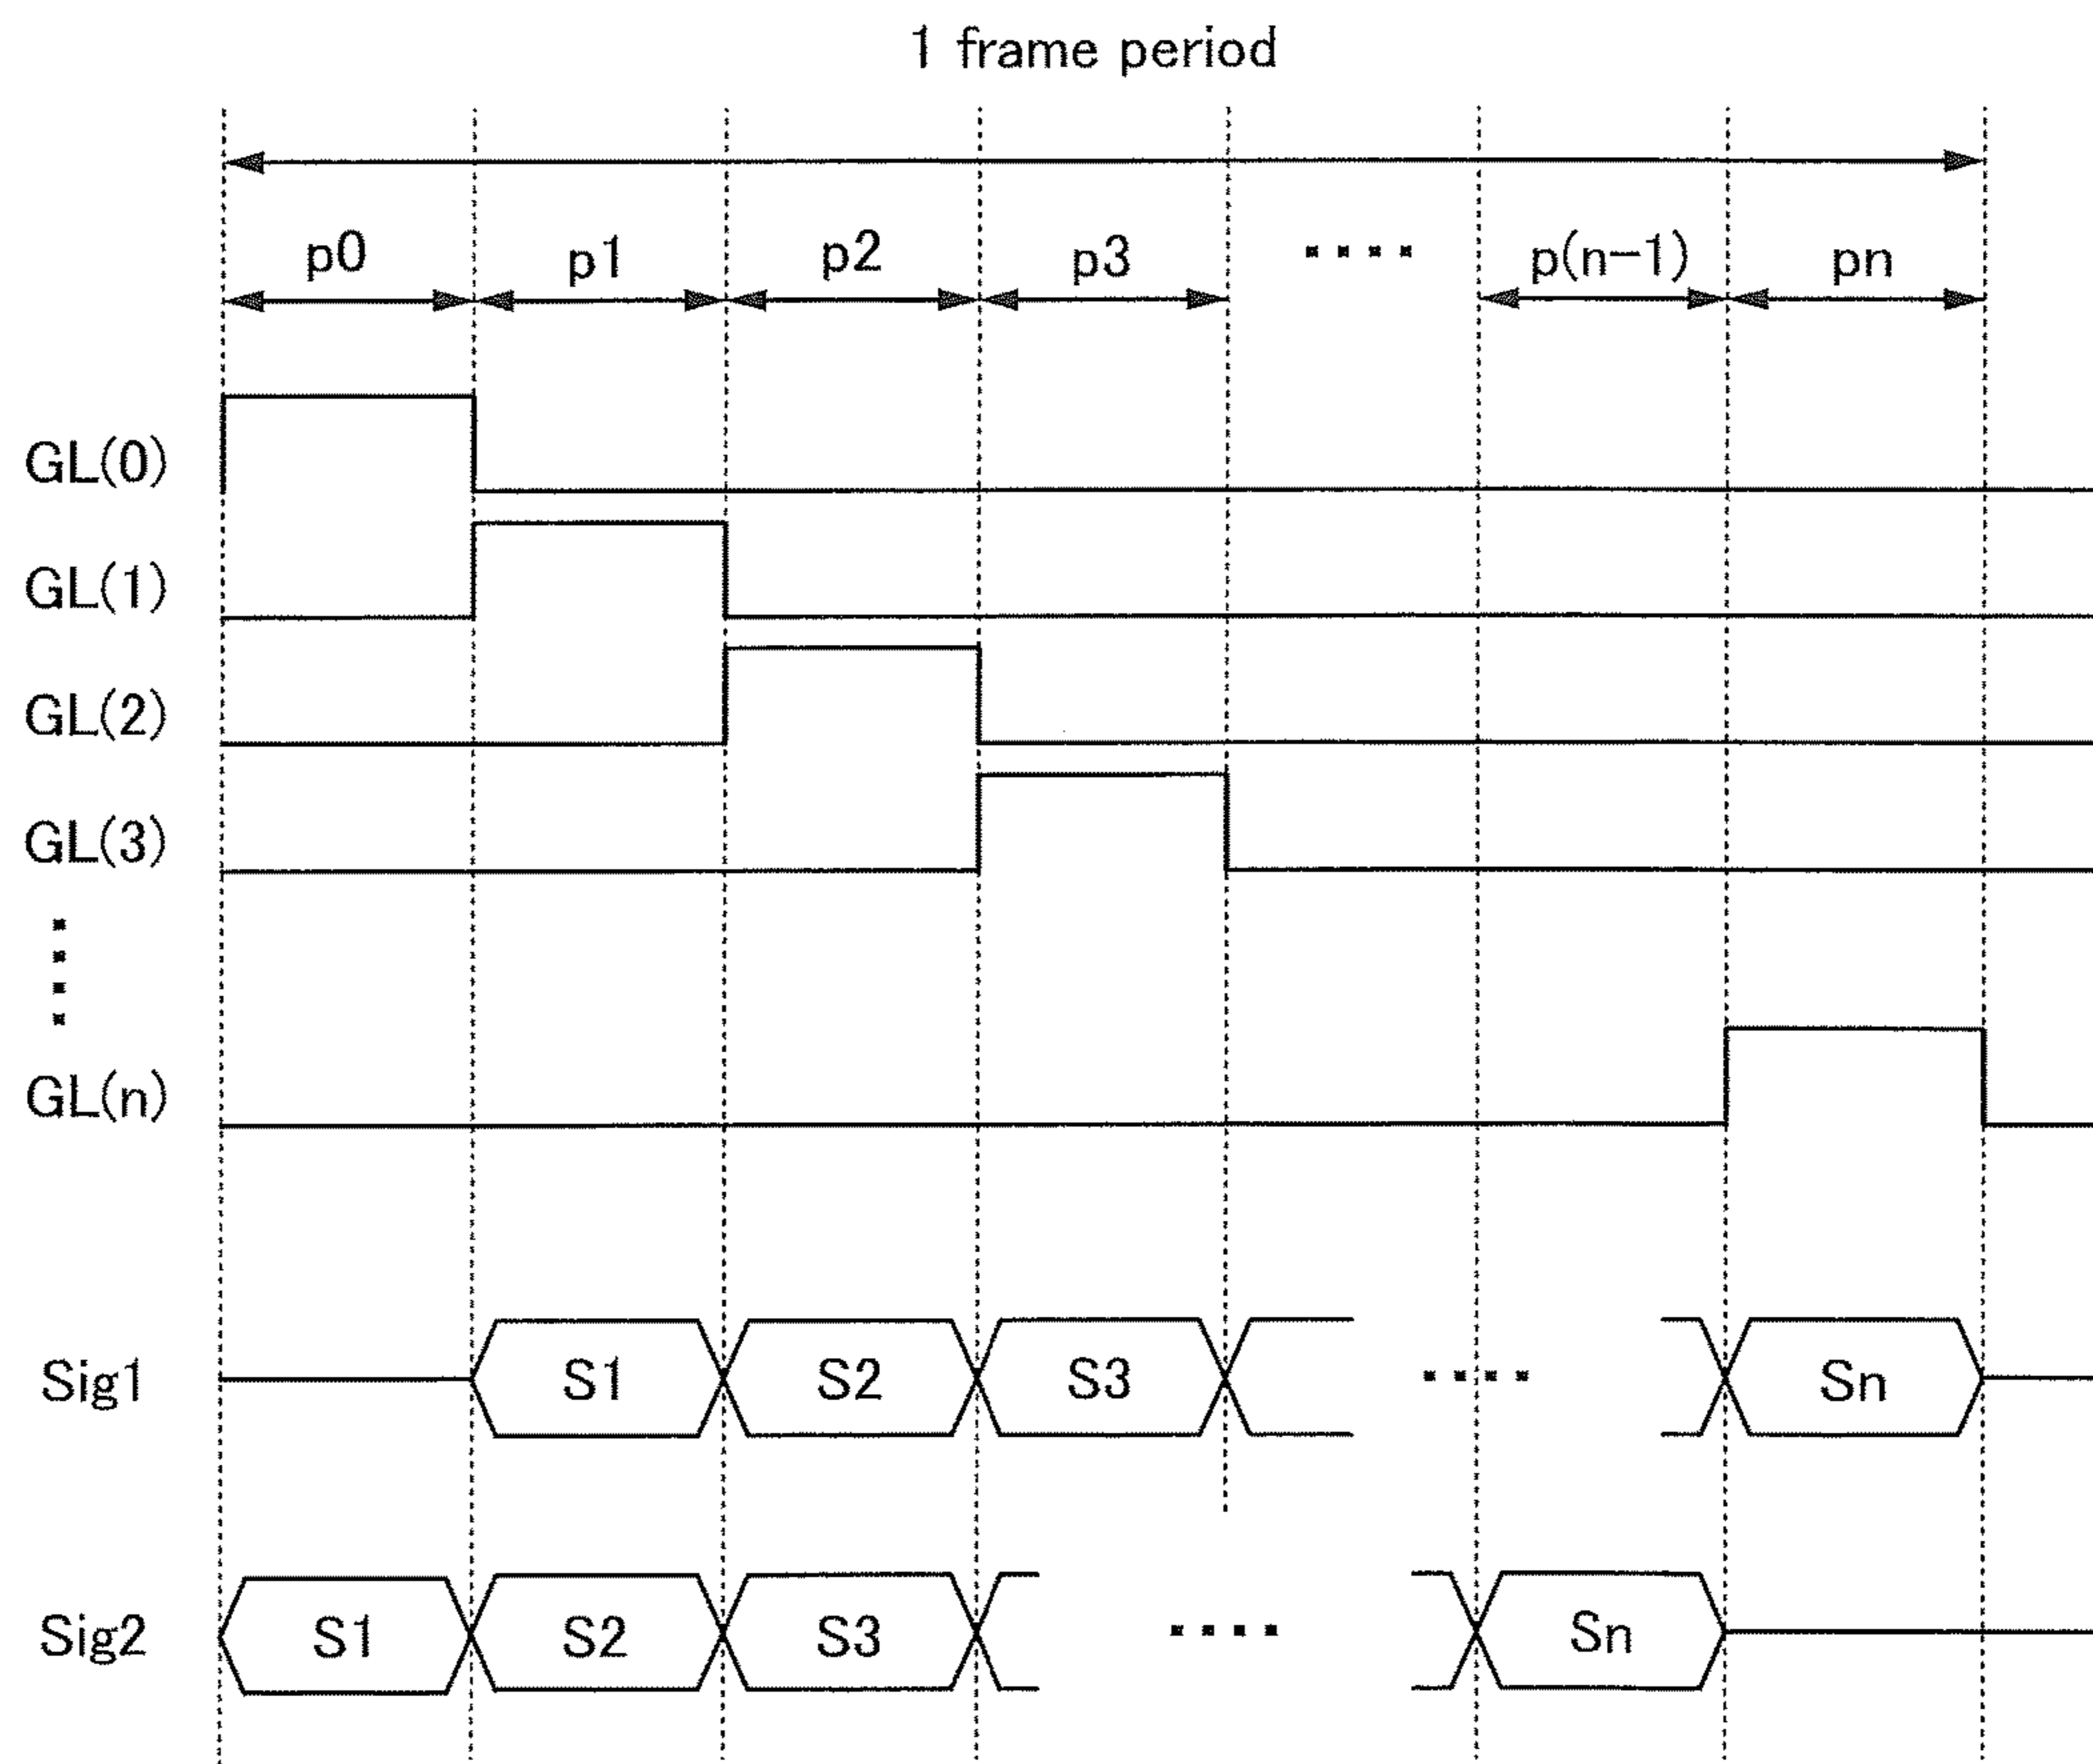 1 frame period
p0 p1 p2 p3 ···· p(n-1) pn
GL(0)
GL(1)
GL(2)
GL(3)
GL(n)
Sig1 S1 S2 S3 ···· Sn
Sig2 S1 S2 S3 ···· Sn